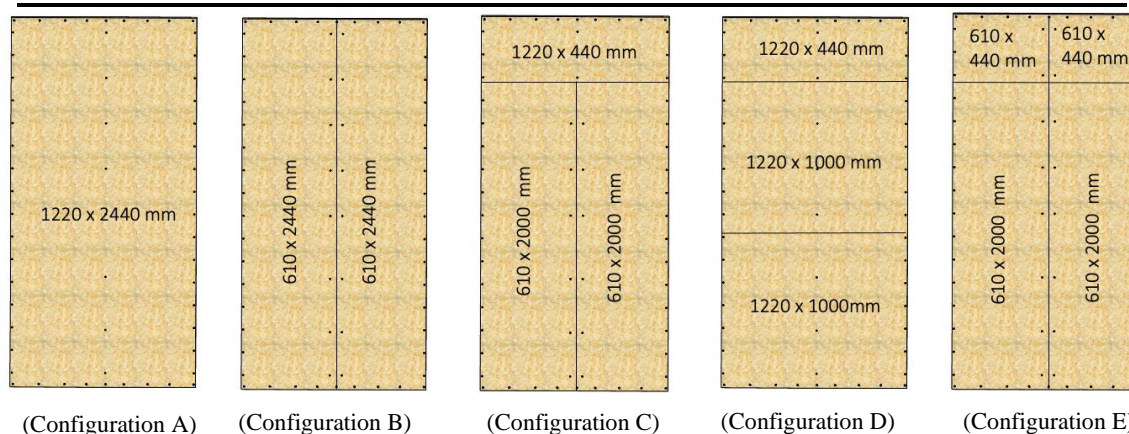 1220 x 2440 mm
(Configuration A)
610 x 2440 mm
610 x 2440 mm
(Configuration B)
1220 x 440 mm
610 x 2000 mm
610 x 2000 mm
(Configuration C)
1220 x 440 mm
1220 x 1000 mm
1220 x 1000mm
(Configuration D)
610 x
440 mm
610 x
440 mm
610 x 2000 mm
610 x 2000 mm
(Configuration E)